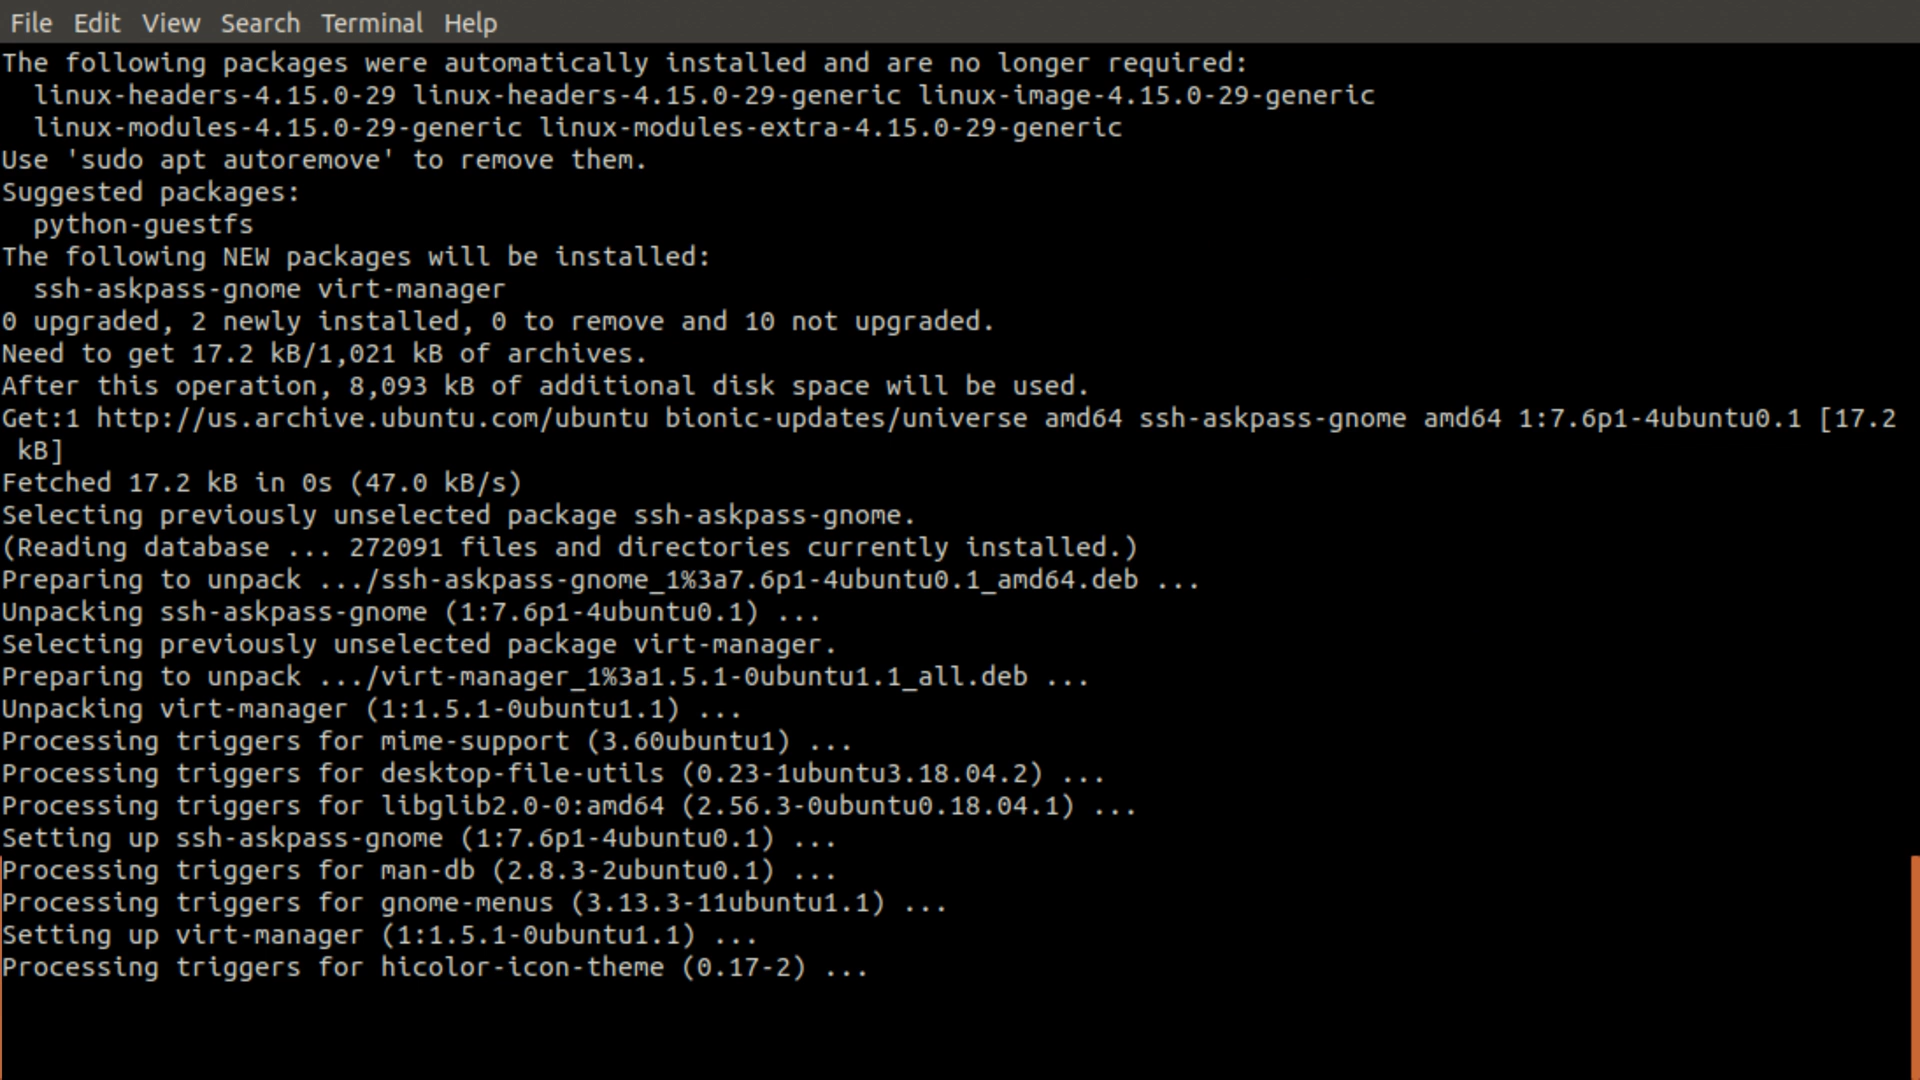 File Edit View Search Terminal Help
The following packages were automatically installed and are no longer required:
  linux-headers-4.15.0-29 linux-headers-4.15.0-29-generic linux-image-4.15.0-29-generic
  linux-modules-4.15.0-29-generic linux-modules-extra-4.15.0-29-generic
Use 'sudo apt autoremove' to remove them.
Suggested packages:
  python-guestfs
The following NEW packages will be installed:
  ssh-askpass-gnome virt-manager
0 upgraded, 2 newly installed, 0 to remove and 10 not upgraded.
Need to get 17.2 kB/1,021 kB of archives.
After this operation, 8,093 kB of additional disk space will be used.
Get:1 http://us.archive.ubuntu.com/ubuntu bionic-updates/universe amd64 ssh-askpass-gnome amd64 1:7.6p1-4ubuntu0.1 [17.2
 kB]
Fetched 17.2 kB in 0s (47.0 kB/s)
Selecting previously unselected package ssh-askpass-gnome.
(Reading database ... 272091 files and directories currently installed.)
Preparing to unpack .../ssh-askpass-gnome_1%3a7.6p1-4ubuntu0.1_amd64.deb ...
Unpacking ssh-askpass-gnome (1:7.6p1-4ubuntu0.1) ...
Selecting previously unselected package virt-manager.
Preparing to unpack .../virt-manager_1%3a1.5.1-0ubuntu1.1_all.deb ...
Unpacking virt-manager (1:1.5.1-0ubuntu1.1) ...
Processing triggers for mime-support (3.60ubuntu1) ...
Processing triggers for desktop-file-utils (0.23-1ubuntu3.18.04.2) ...
Processing triggers for libglib2.0-0:amd64 (2.56.3-0ubuntu0.18.04.1) ...
Setting up ssh-askpass-gnome (1:7.6p1-4ubuntu0.1) ...
Processing triggers for man-db (2.8.3-2ubuntu0.1) ...
Processing triggers for gnome-menus (3.13.3-11ubuntu1.1) ...
Setting up virt-manager (1:1.5.1-0ubuntu1.1) ...
Processing triggers for hicolor-icon-theme (0.17-2) ...